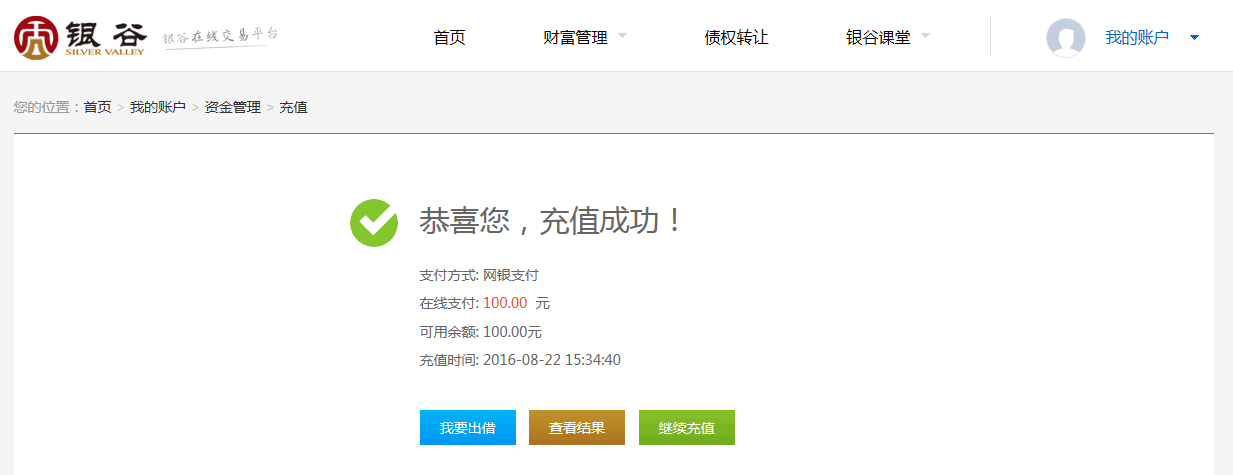 银谷 银谷在线交易平台
SILVER VALLEY
首页 财富管理 债权转让 银谷课堂 我的账户
您的位置：首页 > 我的账户 > 资金管理 > 充值
恭喜您，充值成功！
支付方式: 网银支付
在线支付: 100.00 元
可用余额: 100.00元
充值时间: 2016-08-22 15:34:40
我要出借 查看结果 继续充值